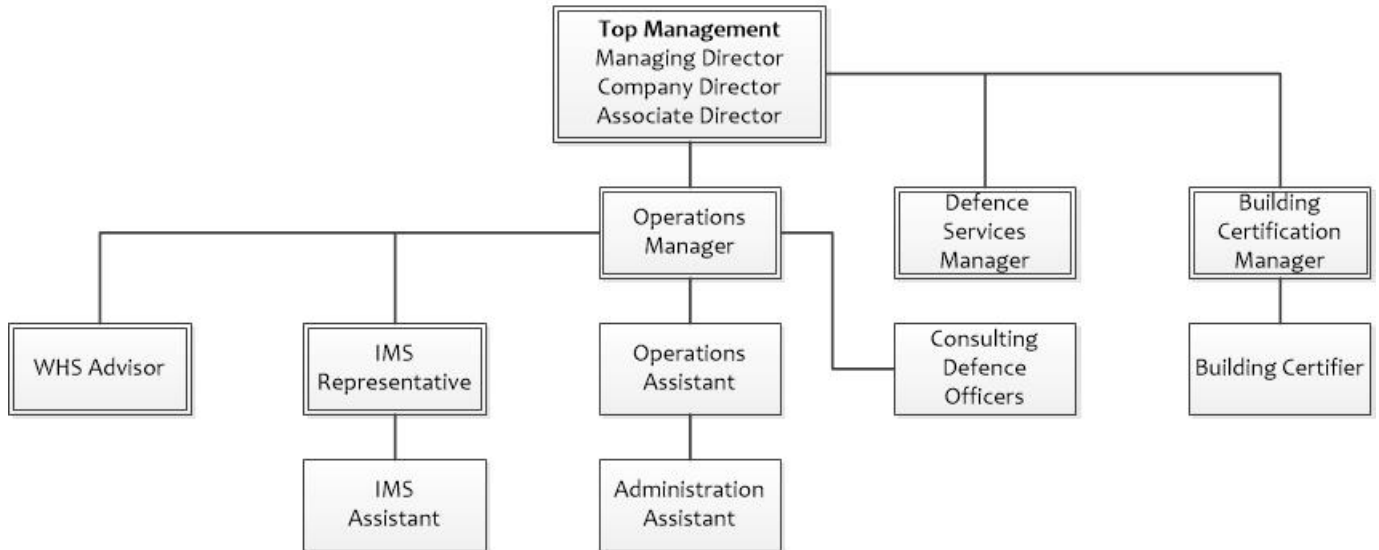 Top Management
Managing Director
Company Director
Associate Director
Operations
Manager
Defence
Services
Manager
Building
Certification
Manager
WHS Advisor
IMS
Representative
Operations
Assistant
Consulting
Defence
Officers
Building Certifier
IMS
Assistant
Administration
Assistant